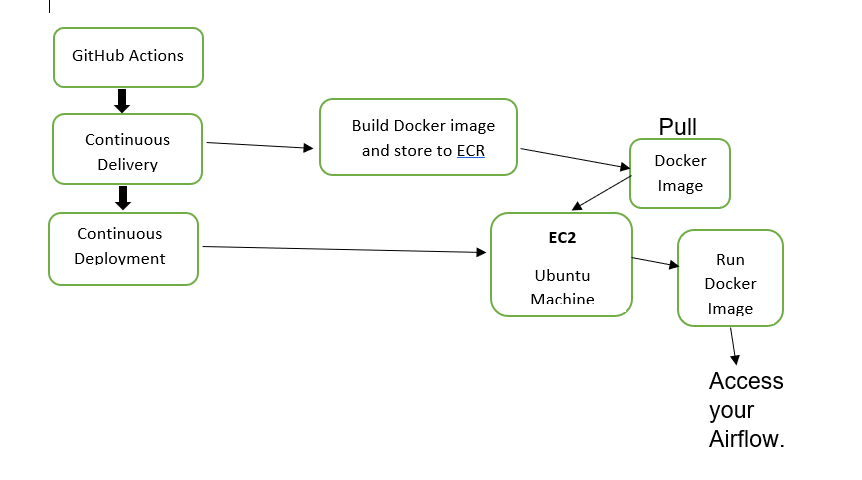 GitHub Actions
Continuous
Delivery
Build Docker image
and store to ECR
Pull
Docker
Image
Continuous
Deployment
EC2
Ubuntu
Machine
Run
Docker
Image
Access
your
Airflow.